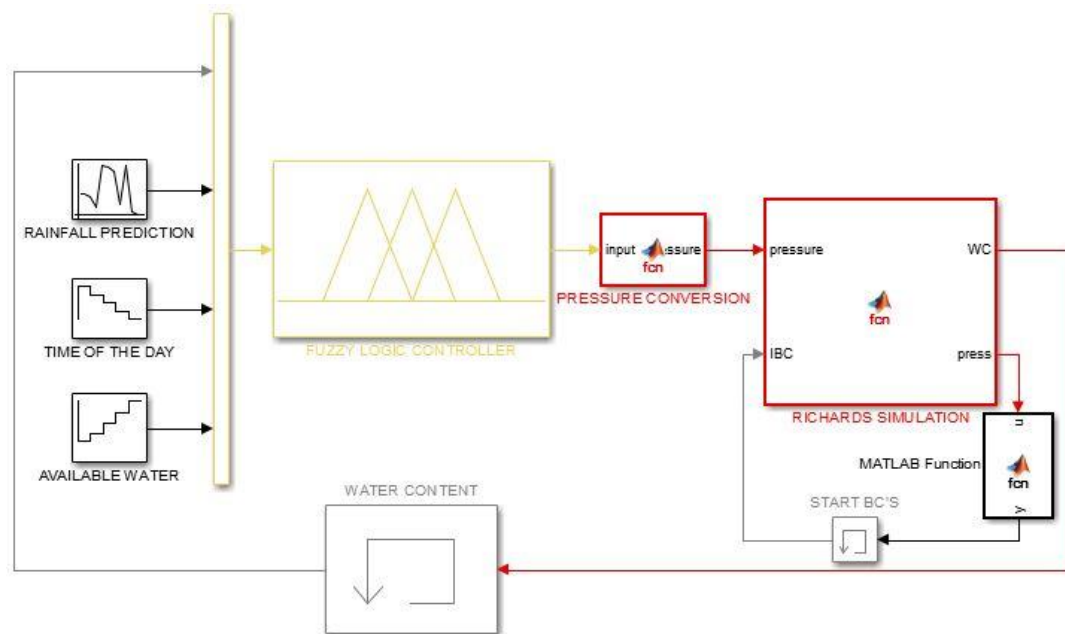 RAINFALL PREDICTION
TIME OF THE DAY
AVAILABLE WATER
FUZZY LOGIC CONTROLLER
input
essure
fcn
PRESSURE CONVERSION
pressure
WC
fcn
IBC
press
RICHARDS SIMULATION
u
MATLAB Function
fcn
y
START BC'S
WATER CONTENT